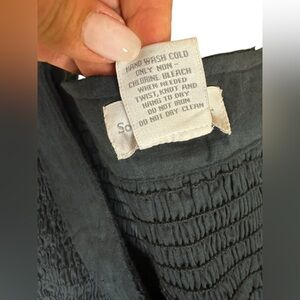 HAND WASH COLD
ONLY NON-
CHLORINE BLEACH
WHEN NEEDED
TWIST, KNOT AND
HANG TO DRY
DO NOT IRON
DO NOT DRY CLEAN